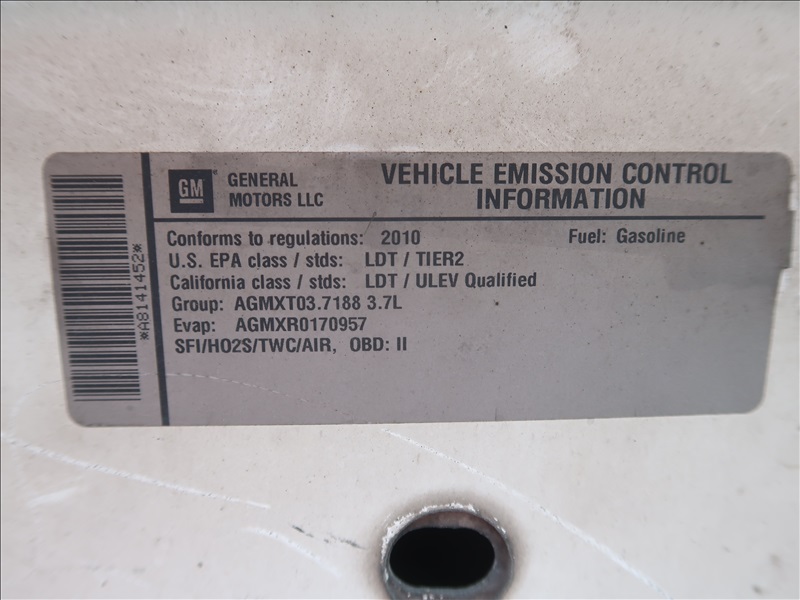 GM GENERAL MOTORS LLC
VEHICLE EMISSION CONTROL
INFORMATION
Conforms to regulations: 2010 Fuel: Gasoline
U.S. EPA class / stds: LDT / TIER2
California class / stds: LDT / ULEV Qualified
Group: AGMXT03.7188 3.7L
Evap: AGMXR0170957
SFI/HO2S/TWC/AIR, OBD: II
*A8141452*